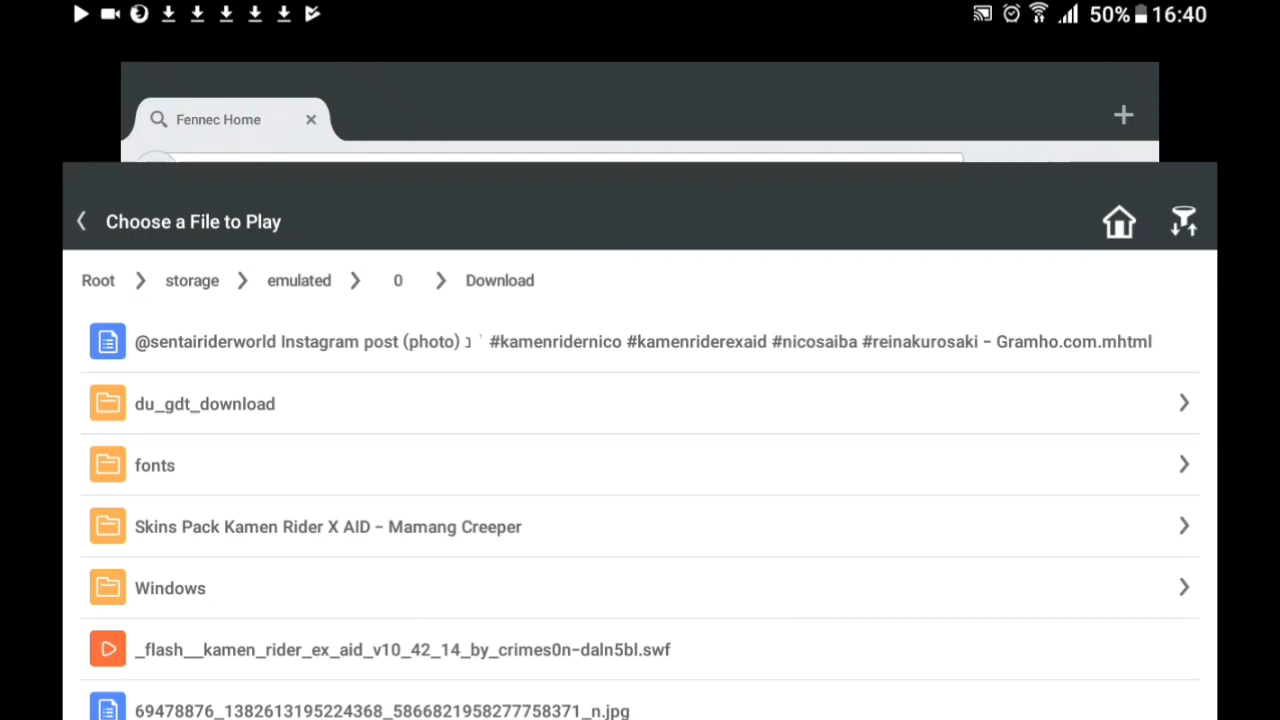 50% 16:40
Fennec Home
Choose a File to Play
Root storage emulated 0 Download
@sentairiderworld Instagram post (photo) נ ˋ #kamenridernico #kamenriderexaid #nicosaiba #reinakurosaki - Gramho.com.mhtml
du_gdt_download
fonts
Skins Pack Kamen Rider X AID - Mamang Creeper
Windows
_flash__kamen_rider_ex_aid_v10_42_14_by_crimes0n-daln5bl.swf
69478876_1382613195224368_5866821958277758371_n.jpg